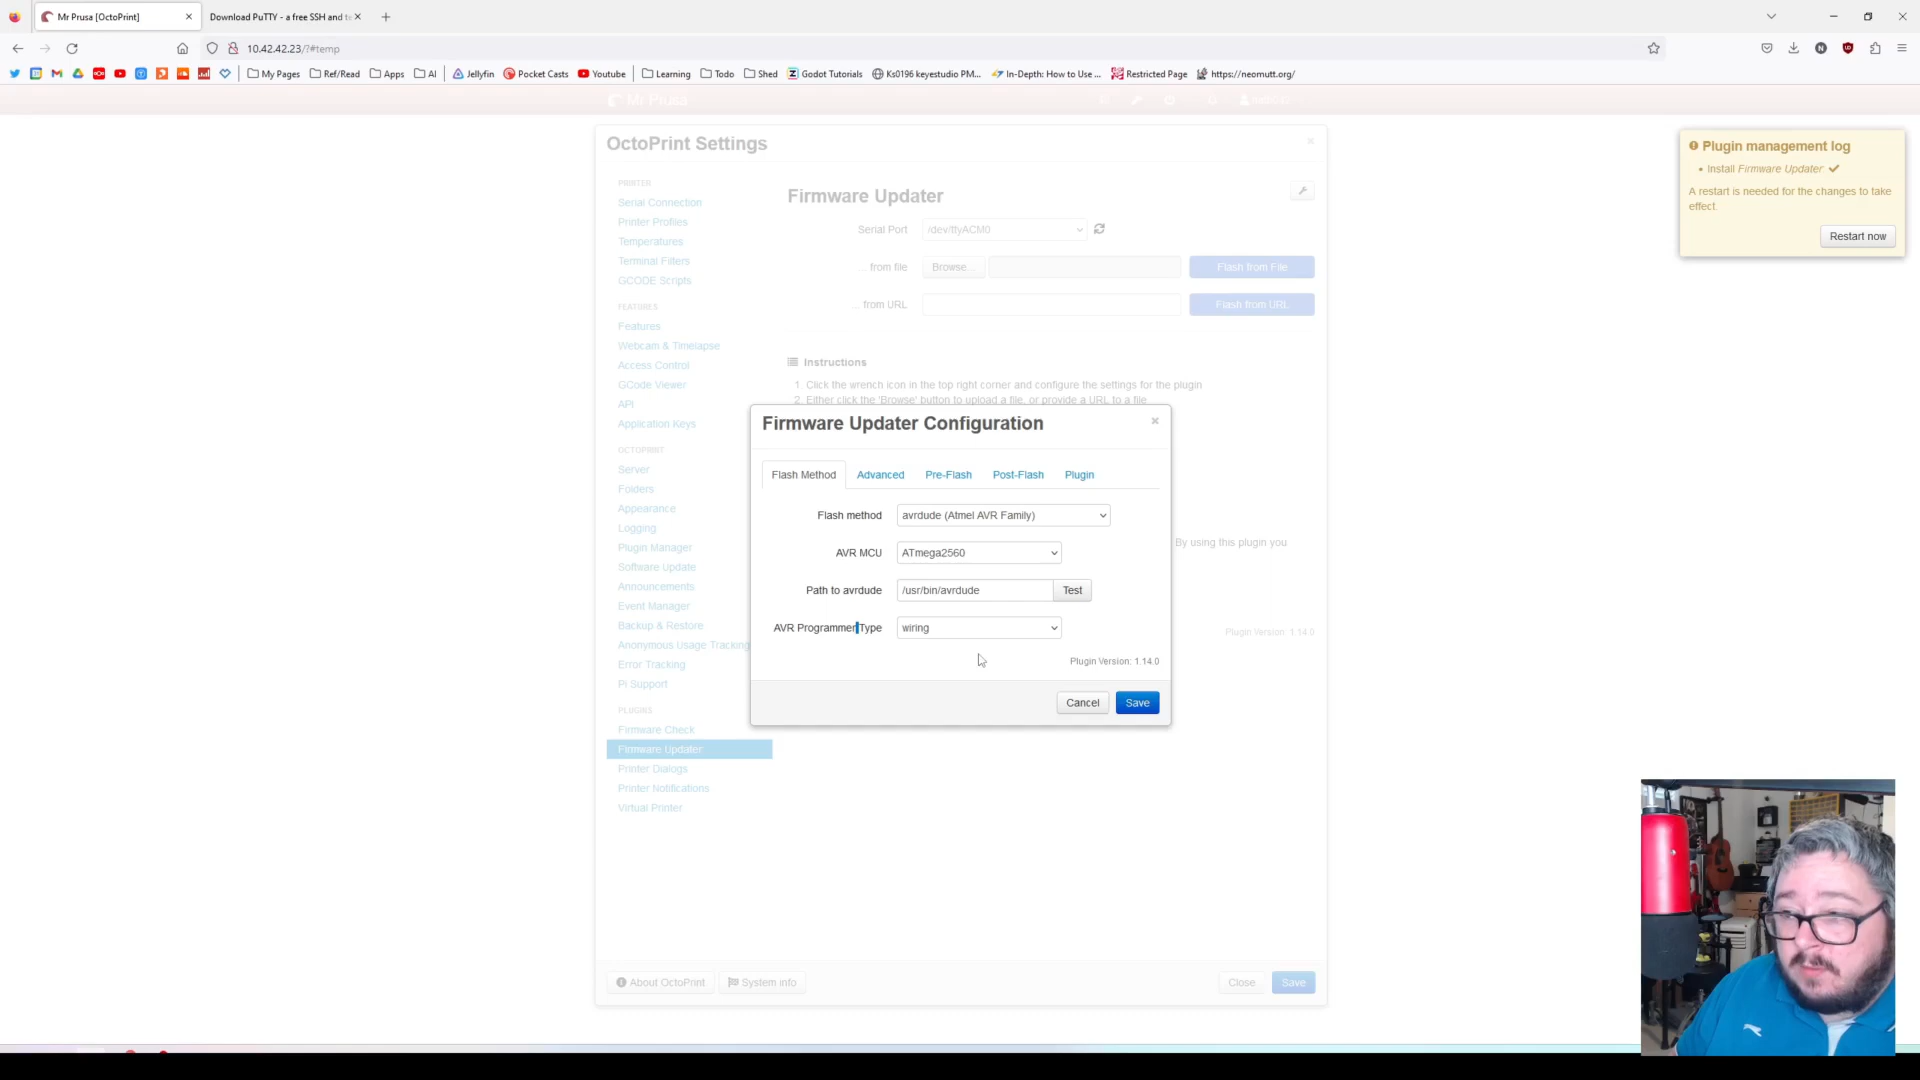 Mr Prusa [OctoPrint]
Download PuTTY - a free SSH and te
10.42.42.23/?#temp
My Pages
Ref/Read
Apps
AI
Jellyfin
Pocket Casts
Youtube
Learning
Todo
Shed
Godot Tutorials
Ks0196 keyestudio PM...
In-Depth: How to Use ...
Restricted Page
https://neomutt.org/
Mr Prusa
OctoPrint Settings
PRINTER
Serial Connection
Printer Profiles
Temperatures
Terminal Filters
GCODE Scripts
FEATURES
Features
Webcam & Timelapse
Access Control
GCode Viewer
API
Application Keys
OCTOPRINT
Server
Folders
Appearance
Logging
Plugin Manager
Software Update
Announcements
Event Manager
Backup & Restore
Anonymous Usage Tracking
Error Tracking
Pi Support
PLUGINS
Firmware Check
Firmware Updater
Printer Dialogs
Printer Notifications
Virtual Printer
Firmware Updater
Serial Port
/dev/ttyACM0
... from file
Browse...
Flash from File
... from URL
Flash from URL
Instructions
1. Click the wrench icon in the top right corner and configure the settings for the plugin
2. Either click the 'Browse' button to upload a file, or provide a URL to a file
By using this plugin you
Plugin Version: 1.14.0
Firmware Updater Configuration
Flash Method
Advanced
Pre-Flash
Post-Flash
Plugin
Flash method
avrdude (Atmel AVR Family)
AVR MCU
ATmega2560
Path to avrdude
/usr/bin/avrdude
Test
AVR Programmer Type
wiring
Plugin Version: 1.14.0
Cancel
Save
About OctoPrint
System info
Close
Save
Plugin management log
• Install Firmware Updater
A restart is needed for the changes to take
effect.
Restart now